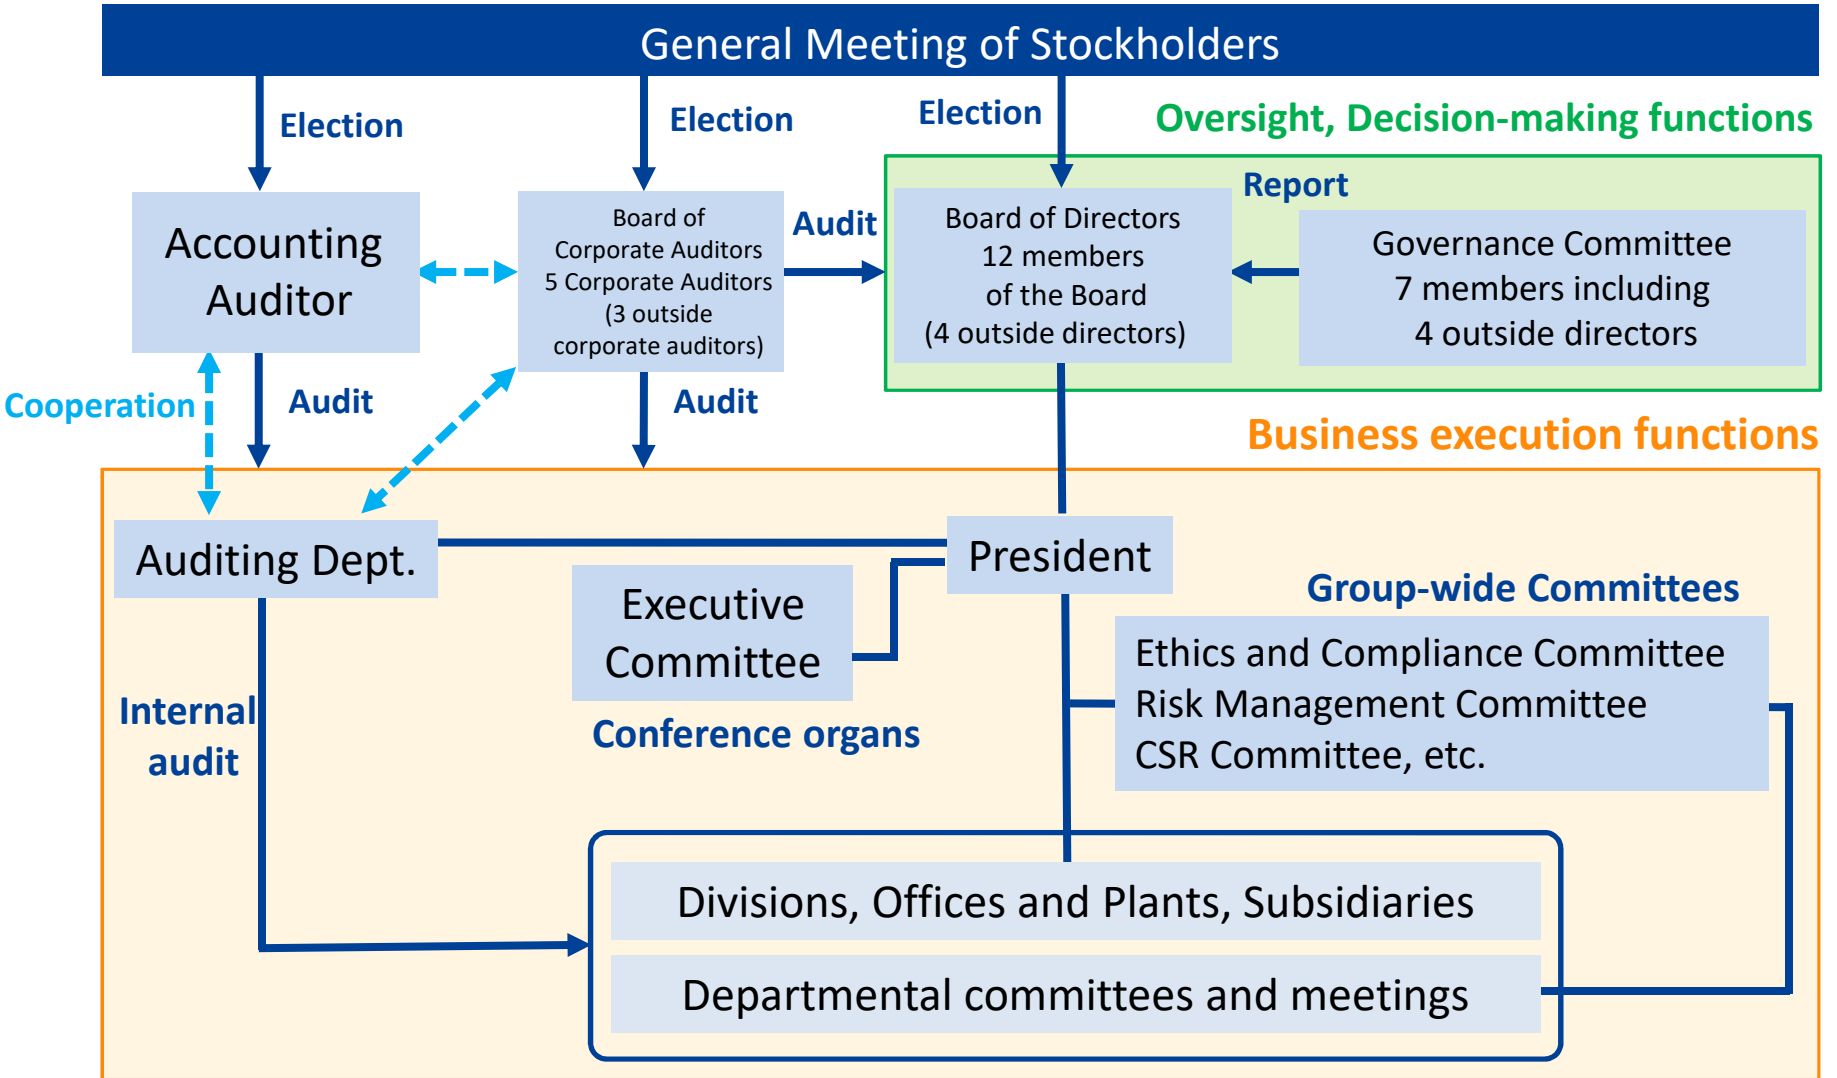 General Meeting of Stockholders
Election
Election
Election
Oversight, Decision-making functions
Accounting
Auditor
Board of
Corporate Auditors
5 Corporate Auditors
(3 outside
corporate auditors)
Audit
Board of Directors
12 members
of the Board
(4 outside directors)
Report
Governance Committee
7 members including
4 outside directors
Cooperation
Audit
Audit
Business execution functions
Auditing Dept.
President
Executive
Committee
Conference organs
Group-wide Committees
Ethics and Compliance Committee
Risk Management Committee
CSR Committee, etc.
Internal
audit
Divisions, Offices and Plants, Subsidiaries
Departmental committees and meetings